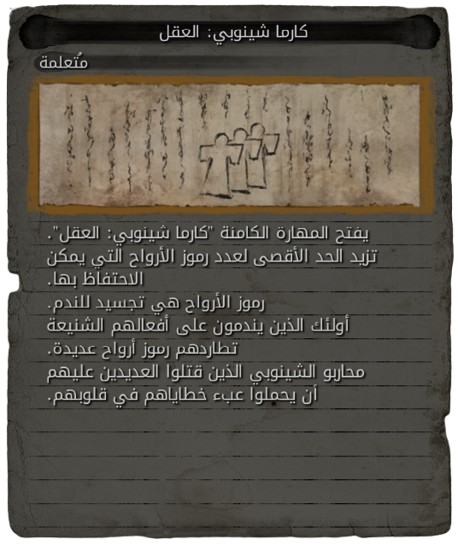 كارما شينوبي: العقل
مُتعلمة
يفتح المهارة الكامنة "كارما شينوبي: العقل".
تزيد الحد الأقصى لعدد رموز الأرواح التي يمكن
الاحتفاظ بها.
رموز الأرواح هي تجسيد للندم.
أولئك الذين يندمون على أفعالهم الشنيعة
تطاردهم رموز أرواح عديدة.
محاربو الشينوبي الذين قتلوا العديدين عليهم
أن يحملوا عبء خطاياهم في قلوبهم.